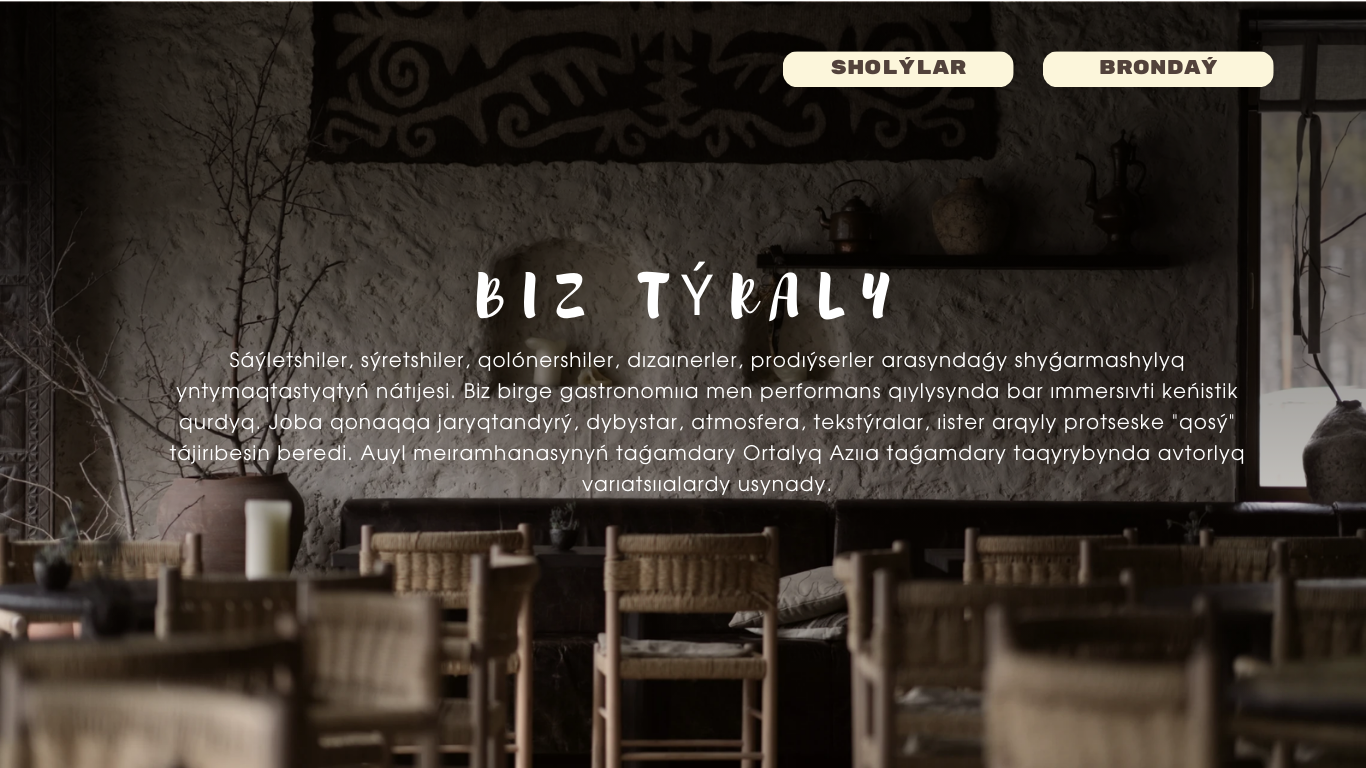 SHOLÝLAR
BRONDAÝ
BIZ TÝRALY
Sáýletshiler, sýretshiler, qolónershiler, dızaınerler, prodıýserler arasyndaǵy shyǵarmashylyq
yntymaqtastyqtyń nátıjesi. Biz birge gastronomııa men performans qıylysynda bar ımmersıvti keńistik
qurdyq. Joba qonaqqa jaryqtandyrý, dybystar, atmosfera, tekstýralar, ıister arqyly protseske "qosý"
tájirıbesin beredi. Auyl meıramhanasynyń taǵamdary Ortalyq Azııa taǵamdary taqyrybynda avtorlyq
varıatsııalardy usynady.